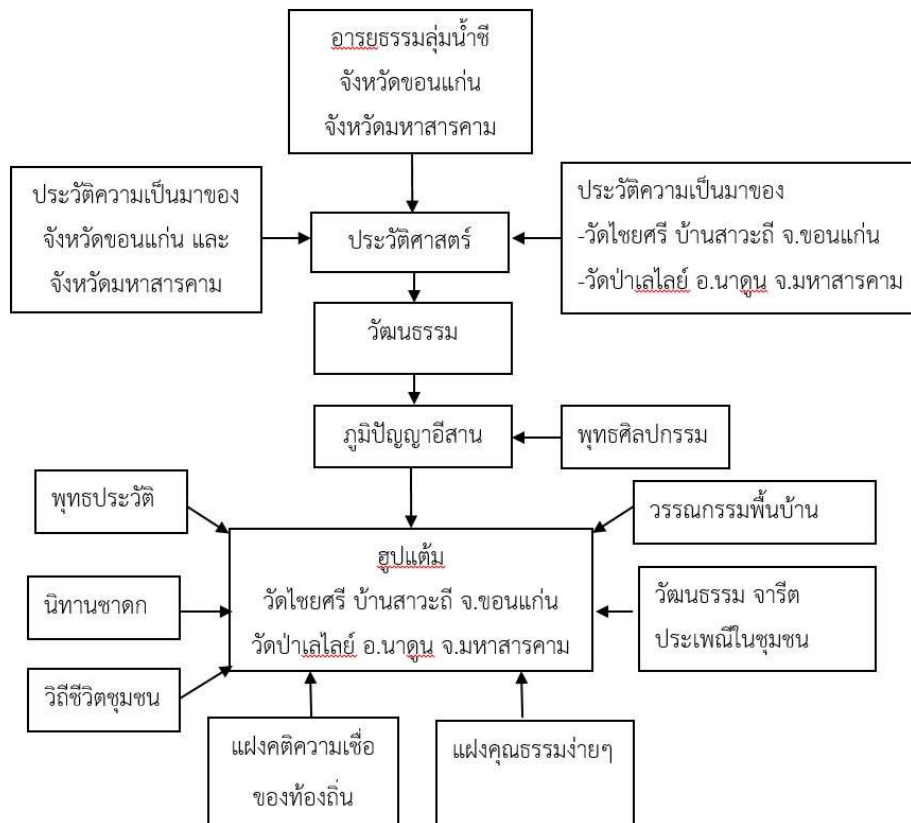 อารยธรรมลุ่มน้ำชี
จังหวัดขอนแก่น
จังหวัดมหาสารคาม
ประวัติความเป็นมาของ
จังหวัดขอนแก่น และ
จังหวัดมหาสารคาม
ประวัติศาสตร์
ประวัติความเป็นมาของ
-วัดไชยศรี บ้านสาวะถี จ.ขอนแก่น
-วัดป่าเลไลย์ อ.นาดูน จ.มหาสารคาม
วัฒนธรรม
ภูมิปัญญาอีสาน
พุทธศิลปกรรม
พุทธประวัติ
วรรณกรรมพื้นบ้าน
ฮูปแต้ม
วัดไชยศรี บ้านสาวะถี จ.ขอนแก่น
วัดป่าเลไลย์ อ.นาดูน จ.มหาสารคาม
นิทานชาดก
วัฒนธรรม จารีต
ประเพณีในชุมชน
วิถีชีวิตชุมชน
แฝงคติความเชื่อ
ของท้องถิ่น
แฝงคุณธรรมง่ายๆ